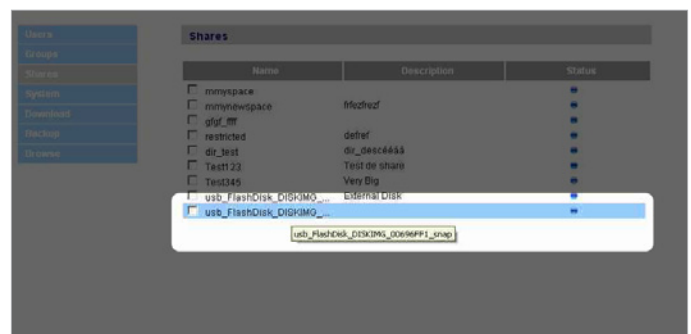 Users
Groups
Shares
System
Download
Backup
Browse
Shares
Name Description Status
mmyspace
mmynewspace frfezfrezf
gfgf_ffff
restricted defref
dir_test dir_descéêàà
Test123 Test de share
Test345 Very Big
usb_FlashDisk_DISKIMG_... External Disk
usb_FlashDisk_DISKIMG_...
usb_FlashDisk_DISKIMG_00696FF1_snap